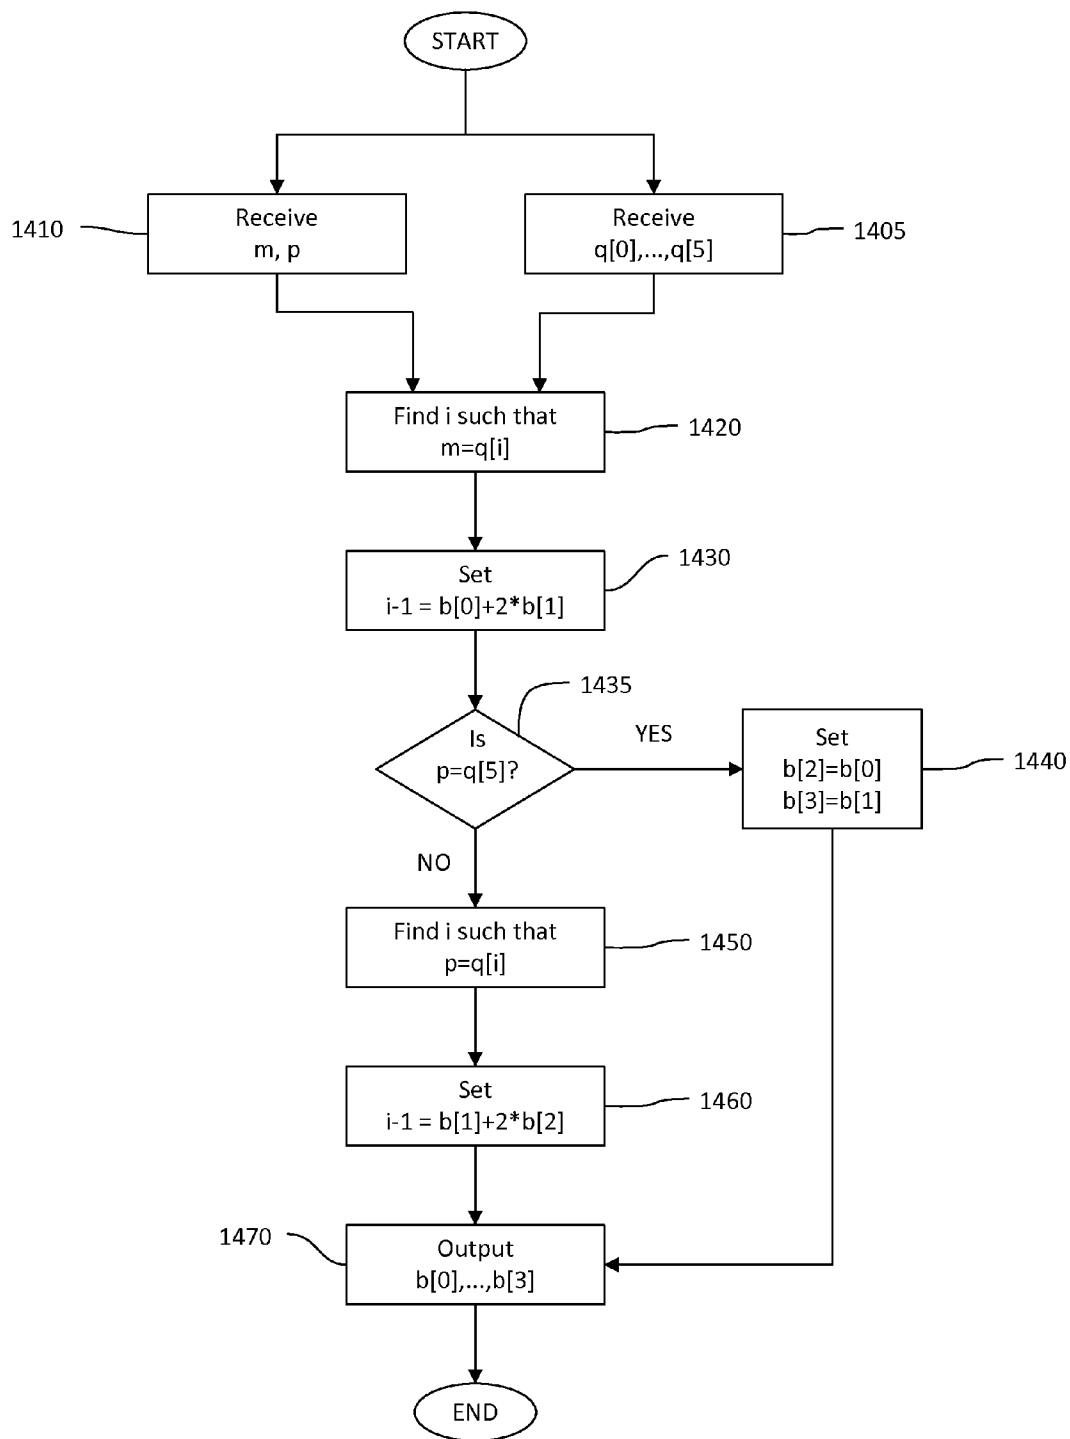 START
1410
Receive
m, p
Receive
q[0],...,q[5]
1405
Find i such that
m=q[i]
1420
Set
i-1 = b[0]+2*b[1]
1430
Is
p=q[5]?
1435
YES
Set
b[2]=b[0]
b[3]=b[1]
1440
NO
Find i such that
p=q[i]
1450
Set
i-1 = b[1]+2*b[2]
1460
1470
Output
b[0],...,b[3]
END